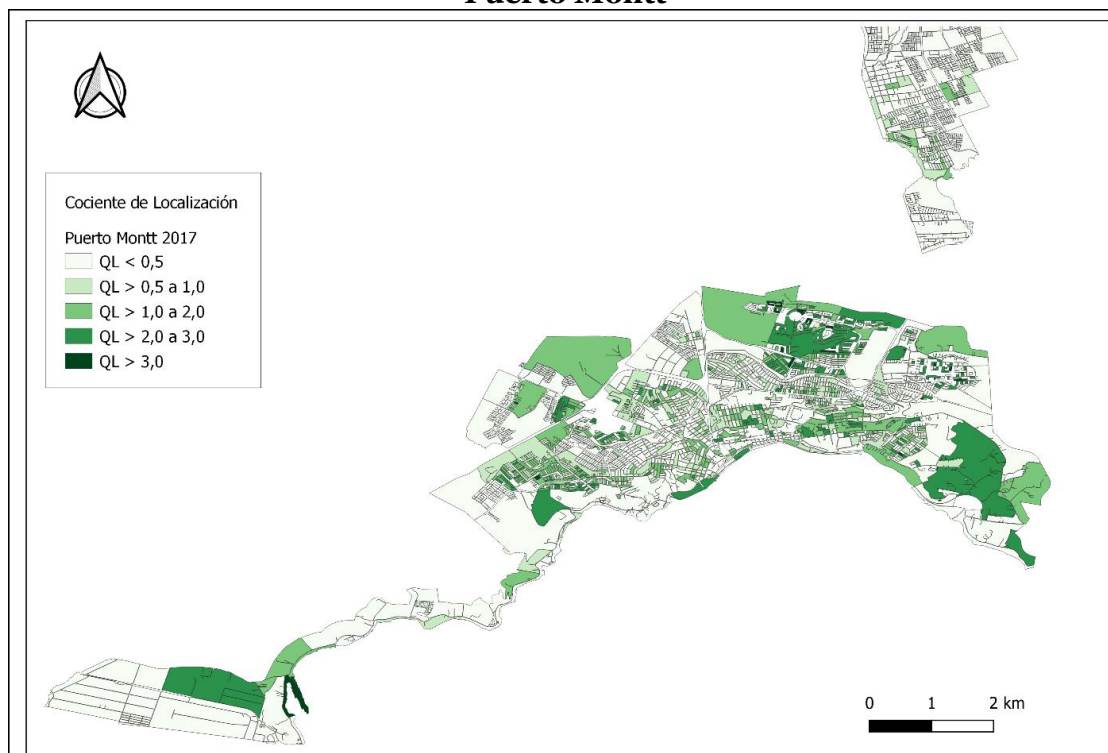 Puerto Montt
Cociente de Localización
Puerto Montt 2017
QL < 0,5
QL > 0,5 a 1,0
QL > 1,0 a 2,0
QL > 2,0 a 3,0
QL > 3,0
0 1 2 km